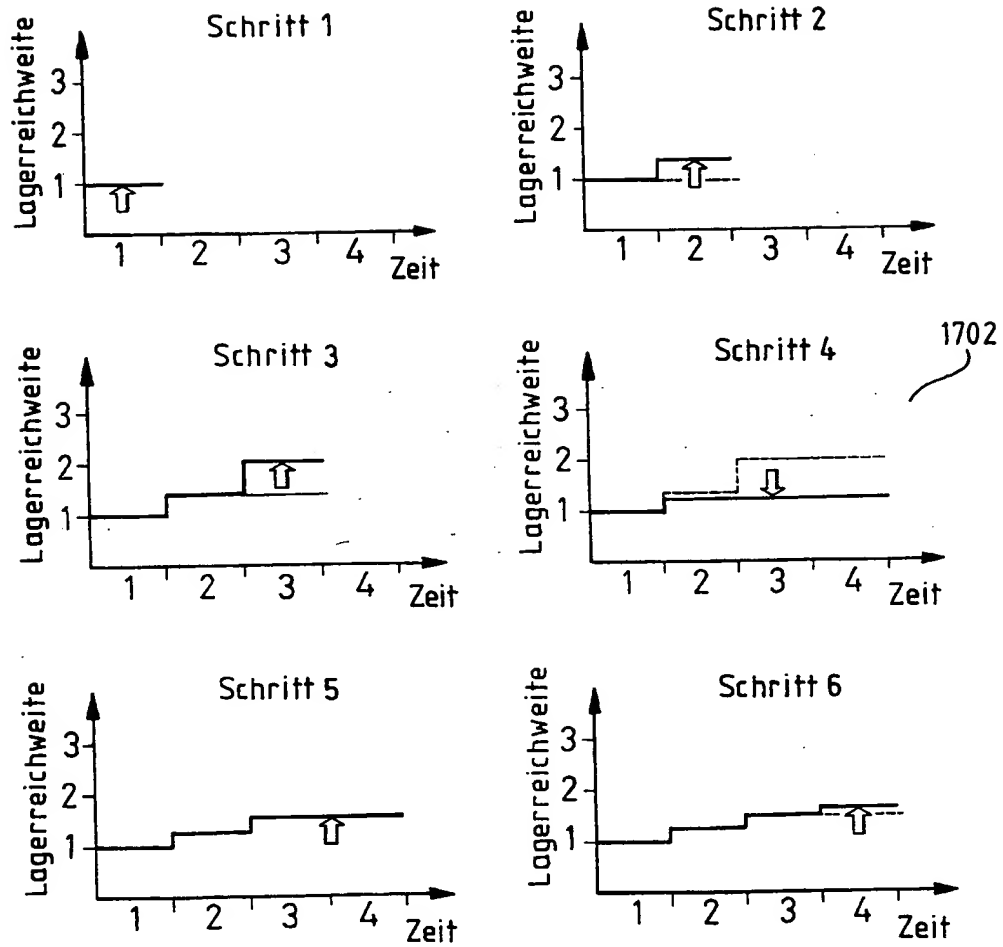 Schritt 1
Lagerreichweite
3
2
1
1 2 3 4 Zeit
Schritt 2
Lagerreichweite
3
2
1
1 2 3 4 Zeit
Schritt 3
Lagerreichweite
3
2
1
1 2 3 4 Zeit
Schritt 4
1702
Lagerreichweite
3
2
1
1 2 3 4 Zeit
Schritt 5
Lagerreichweite
3
2
1
1 2 3 4 Zeit
Schritt 6
Lagerreichweite
3
2
1
1 2 3 4 Zeit